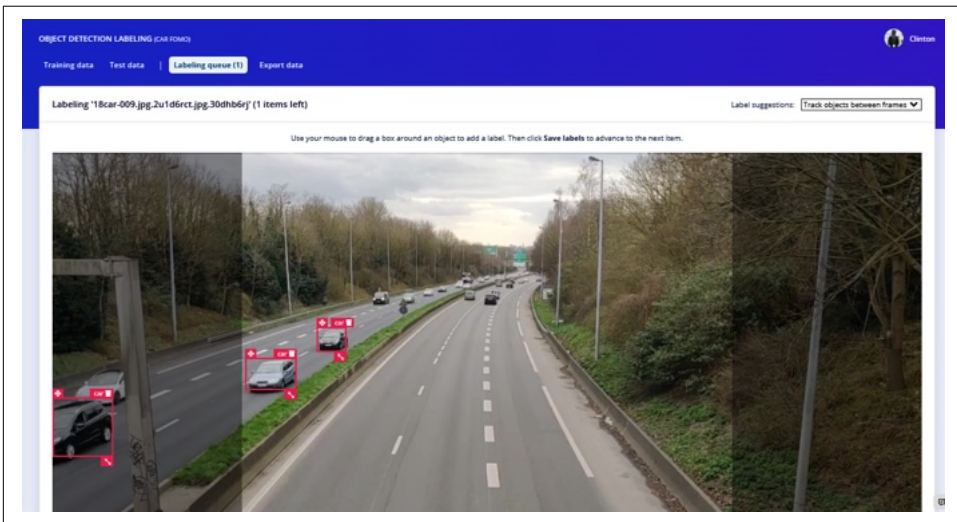 OBJECT DETECTION LABELING (CAR FOMO)
Clinton
Training data Test data | Labeling queue (1) Export data
Labeling '18car-009.jpg.2u1d6rct.jpg.30dhb6rj' (1 items left)
Label suggestions: Track objects between frames
Use your mouse to drag a box around an object to add a label. Then click Save labels to advance to the next item.
car
car
car